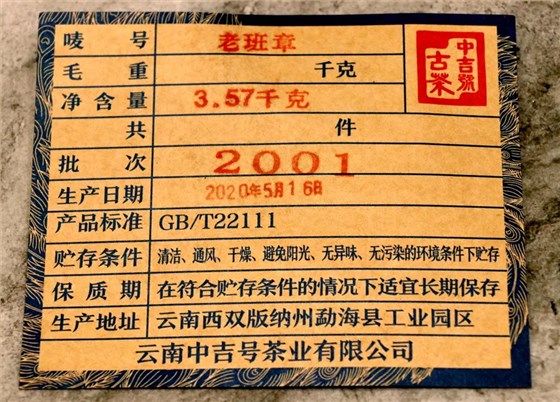 唛号 老班章
中吉號古茶
毛重 千克
净含量 3.57千克
共 件
批次 2001
生产日期 2020年5月16日
产品标准 GB/T22111
贮存条件 清洁、通风、干燥、避免阳光、无异味、无污染的环境条件下贮存
保质期 在符合贮存条件的情况下适宜长期保存
生产地址 云南西双版纳州勐海县工业园区
云南中吉号茶业有限公司